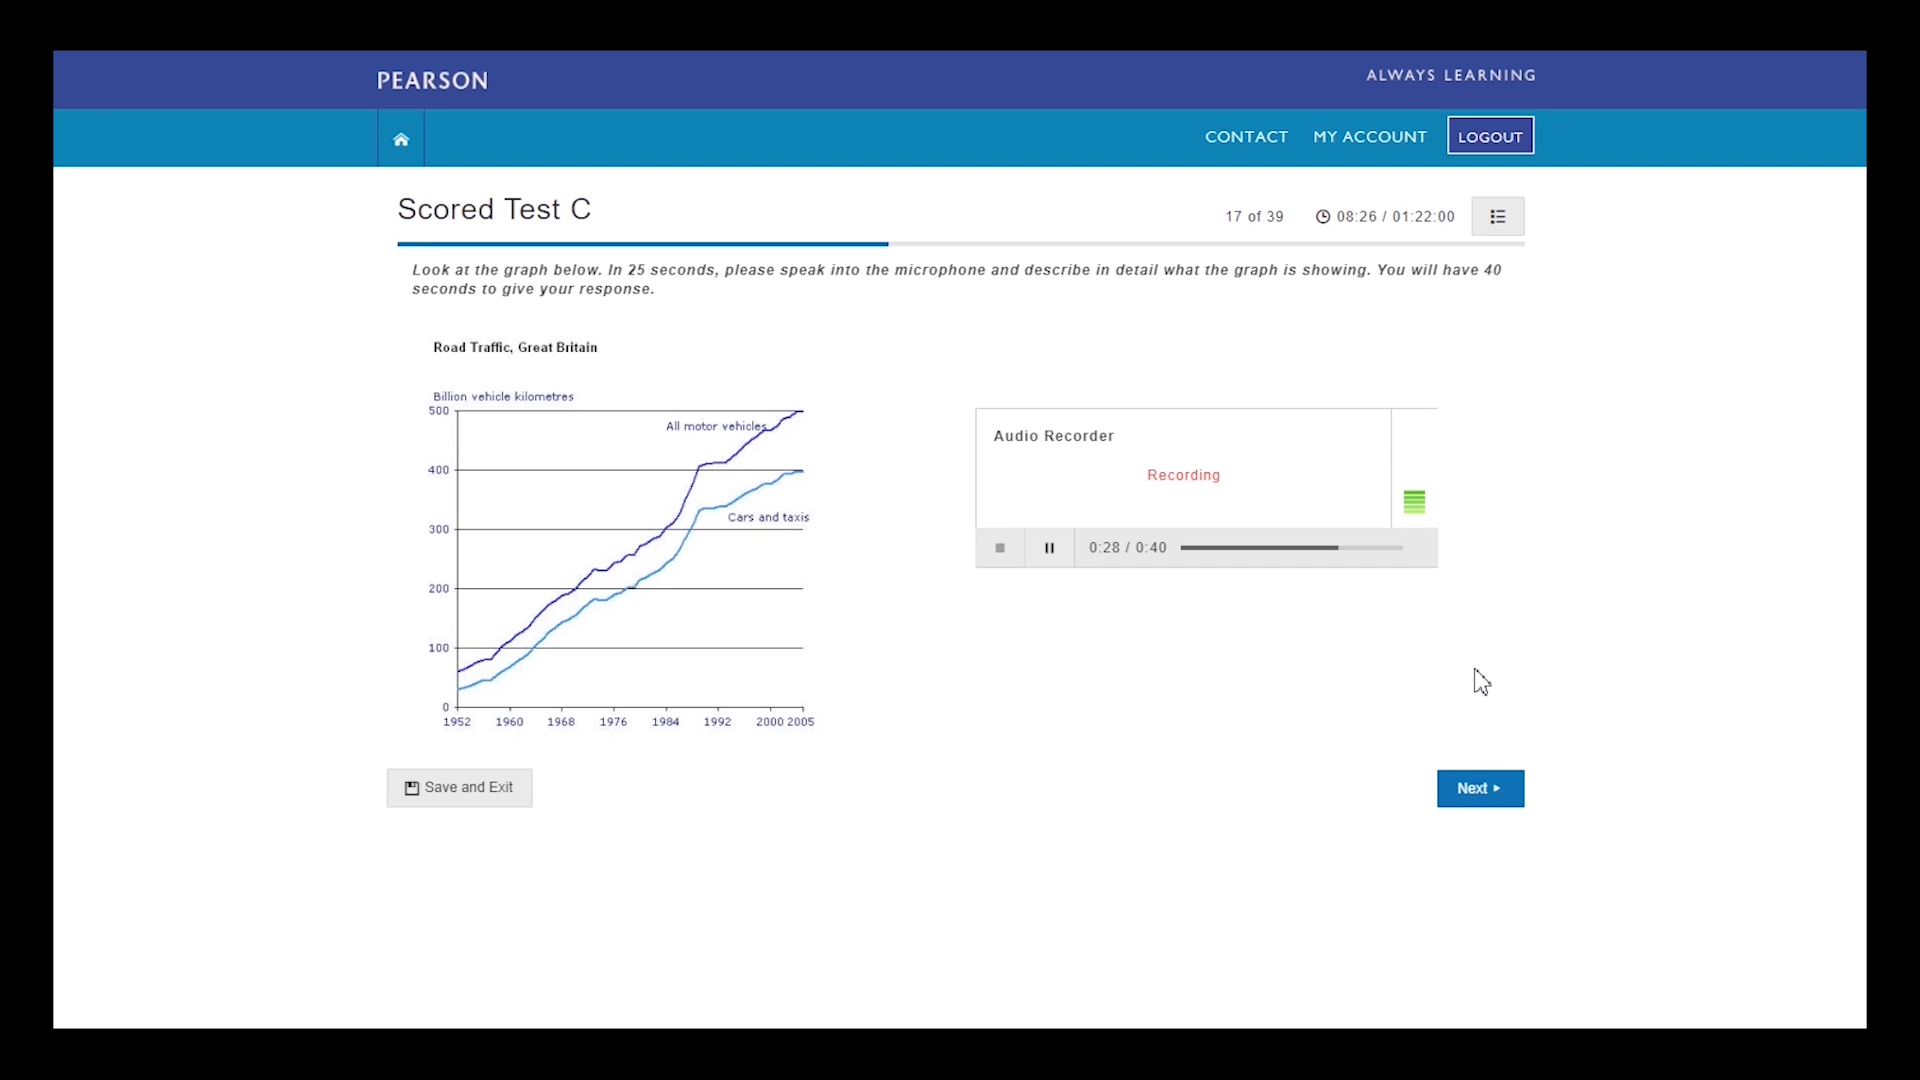 PEARSON
ALWAYS LEARNING
CONTACT
MY ACCOUNT
LOGOUT
Scored Test C
17 of 39
08:26 / 01:22:00
Look at the graph below. In 25 seconds, please speak into the microphone and describe in detail what the graph is showing. You will have 40
seconds to give your response.
Road Traffic, Great Britain
Billion vehicle kilometres
500
All motor vehicles
400
Cars and taxis
300
200
100
0
1952 1960 1968 1976 1984 1992 2000 2005
Audio Recorder
Recording
0:28 / 0:40
Save and Exit
Next